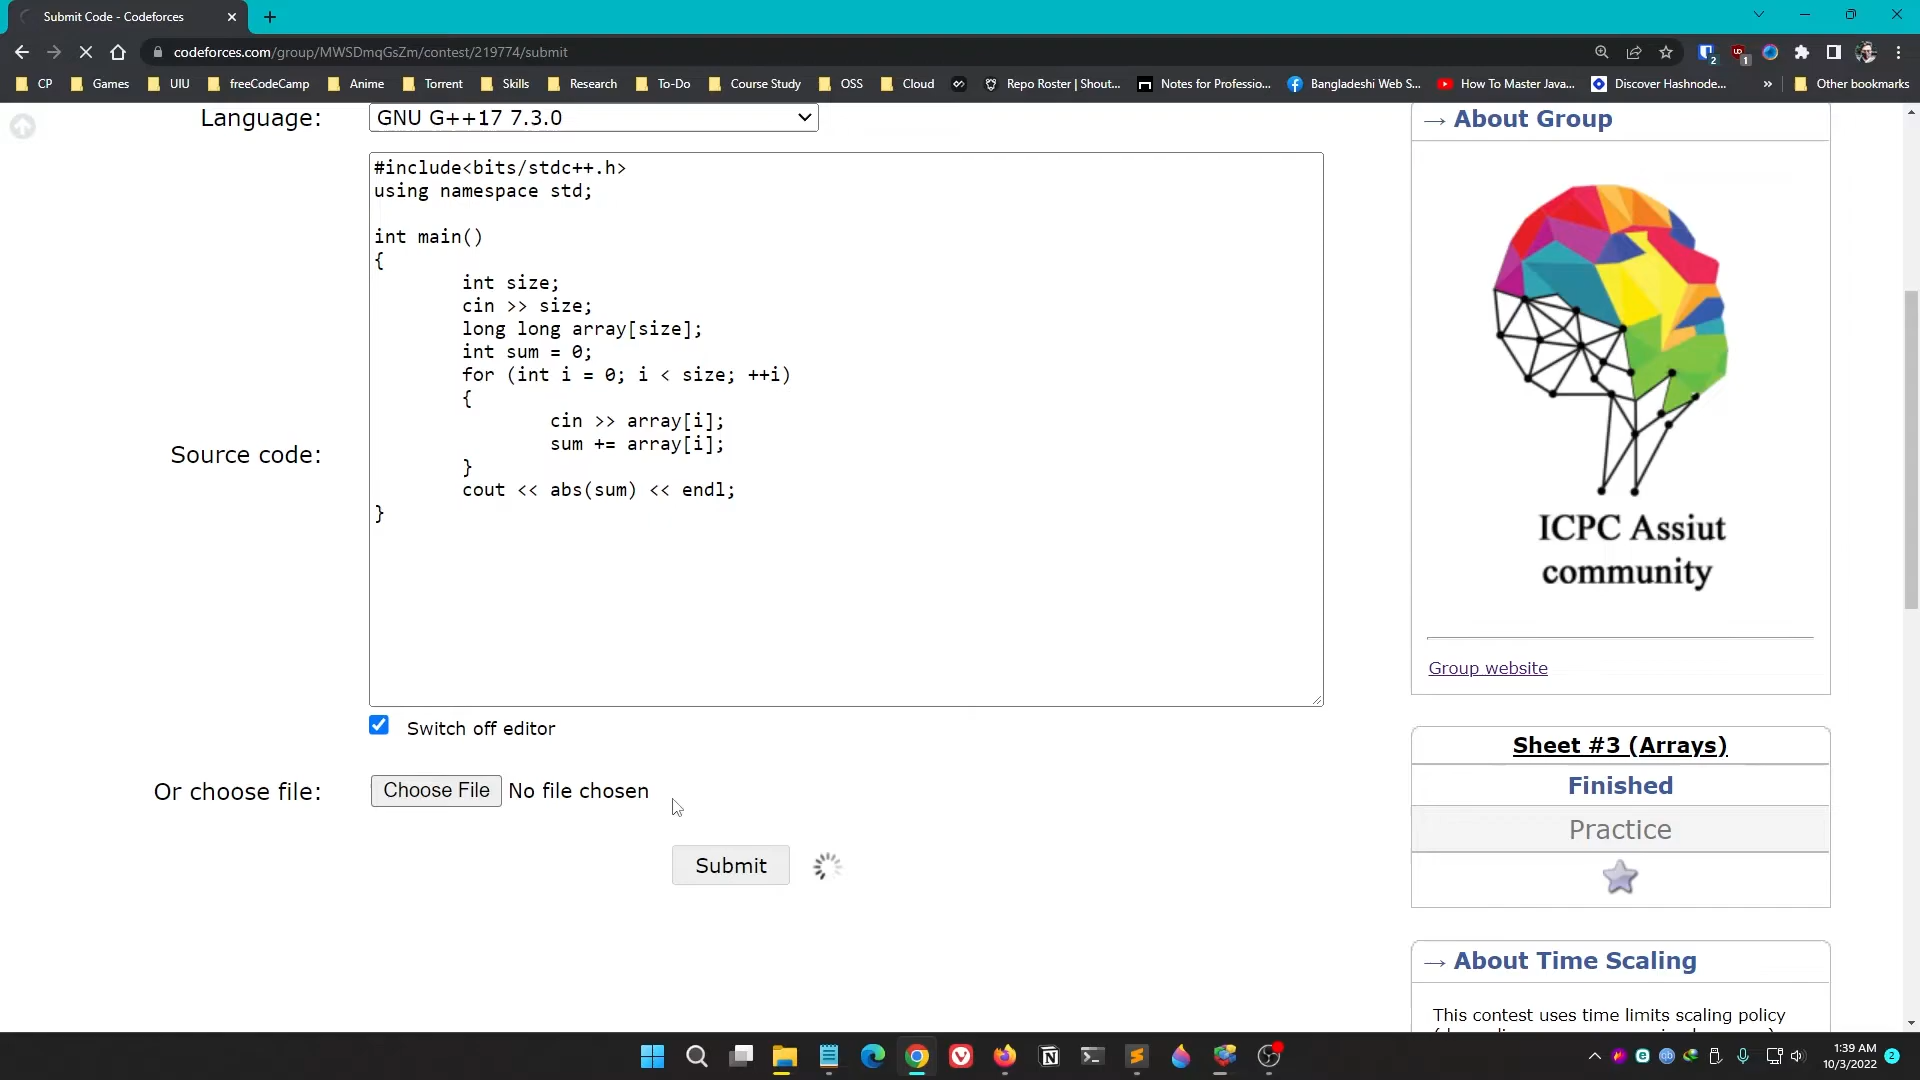 Submit Code - Codeforces
codeforces.com/group/MWSDmqGsZm/contest/219774/submit
CP Games UIU freeCodeCamp Anime Torrent Skills Research To-Do Course Study OSS Cloud Repo Roster | Shout... Notes for Professio... Bangladeshi Web S... How To Master Java... Discover Hashnode... » Other bookmarks
Language: GNU G++17 7.3.0
Source code:
#include<bits/stdc++.h>
using namespace std;
int main()
{
int size;
cin >> size;
long long array[size];
int sum = 0;
for (int i = 0; i < size; ++i)
{
cin >> array[i];
sum += array[i];
}
cout << abs(sum) << endl;
}
Switch off editor
Or choose file: Choose File No file chosen
Submit
→ About Group
ICPC Assiut
community
Group website
Sheet #3 (Arrays)
Finished
Practice
→ About Time Scaling
This contest uses time limits scaling policy
1:39 AM
10/3/2022
2